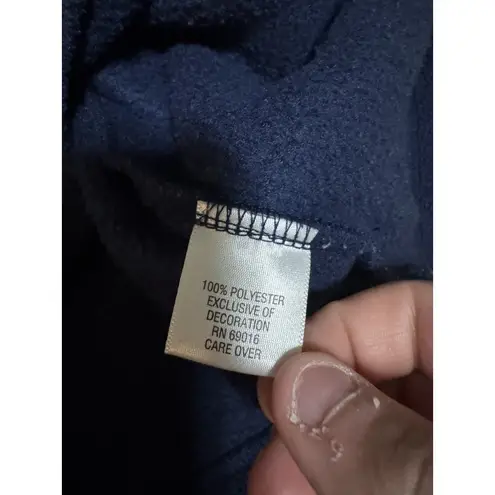 100% POLYESTER
EXCLUSIVE OF
DECORATION
RN 69016
CARE OVER